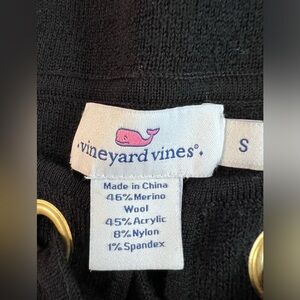 vineyard vines®
S
Made in China
46% Merino
Wool
45% Acrylic
8% Nylon
1% Spandex